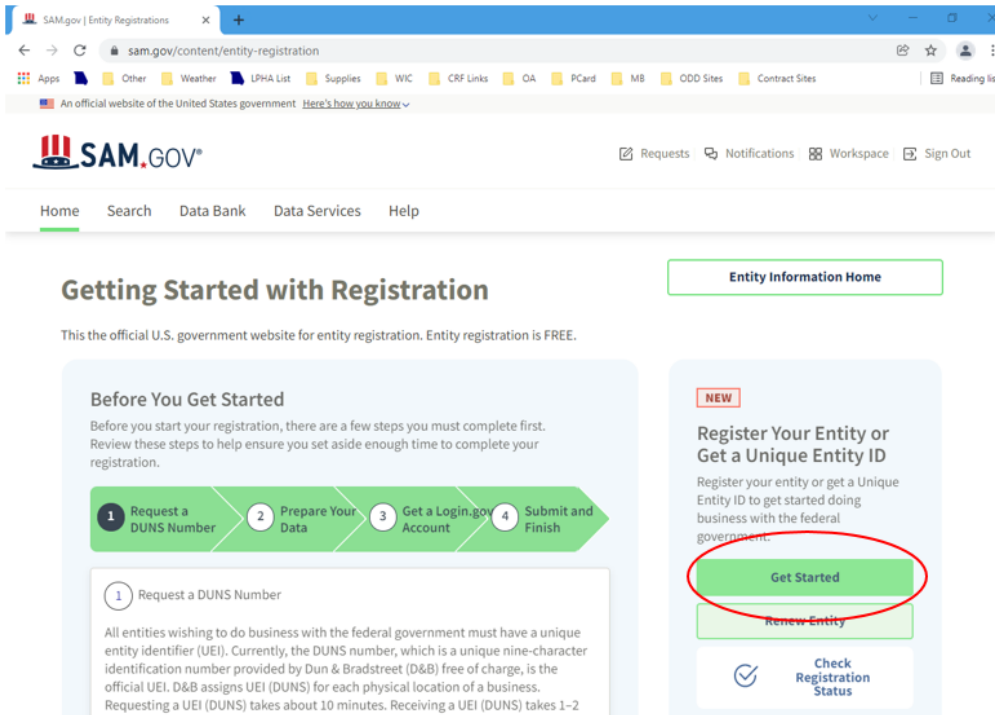 SAM.gov | Entity Registrations
sam.gov/content/entity-registration
Apps Other Weather LPHA List Supplies WIC CRF Links OA PCard MB ODD Sites Contract Sites Reading lis
An official website of the United States government Here's how you know
SAM.GOV®
Requests Notifications Workspace Sign Out
Home Search Data Bank Data Services Help
Getting Started with Registration
Entity Information Home
This the official U.S. government website for entity registration. Entity registration is FREE.
Before You Get Started
Before you start your registration, there are a few steps you must complete first.
Review these steps to help ensure you set aside enough time to complete your
registration.
1 Request a
DUNS Number
2 Prepare Your
Data
3 Get a Login.gov
Account
4 Submit and
Finish
1 Request a DUNS Number
All entities wishing to do business with the federal government must have a unique
entity identifier (UEI). Currently, the DUNS number, which is a unique nine-character
identification number provided by Dun & Bradstreet (D&B) free of charge, is the
official UEI. D&B assigns UEI (DUNS) for each physical location of a business.
Requesting a UEI (DUNS) takes about 10 minutes. Receiving a UEI (DUNS) takes 1–2
NEW
Register Your Entity or
Get a Unique Entity ID
Register your entity or get a Unique
Entity ID to get started doing
business with the federal
government.
Get Started
Renew Entity
Check
Registration
Status